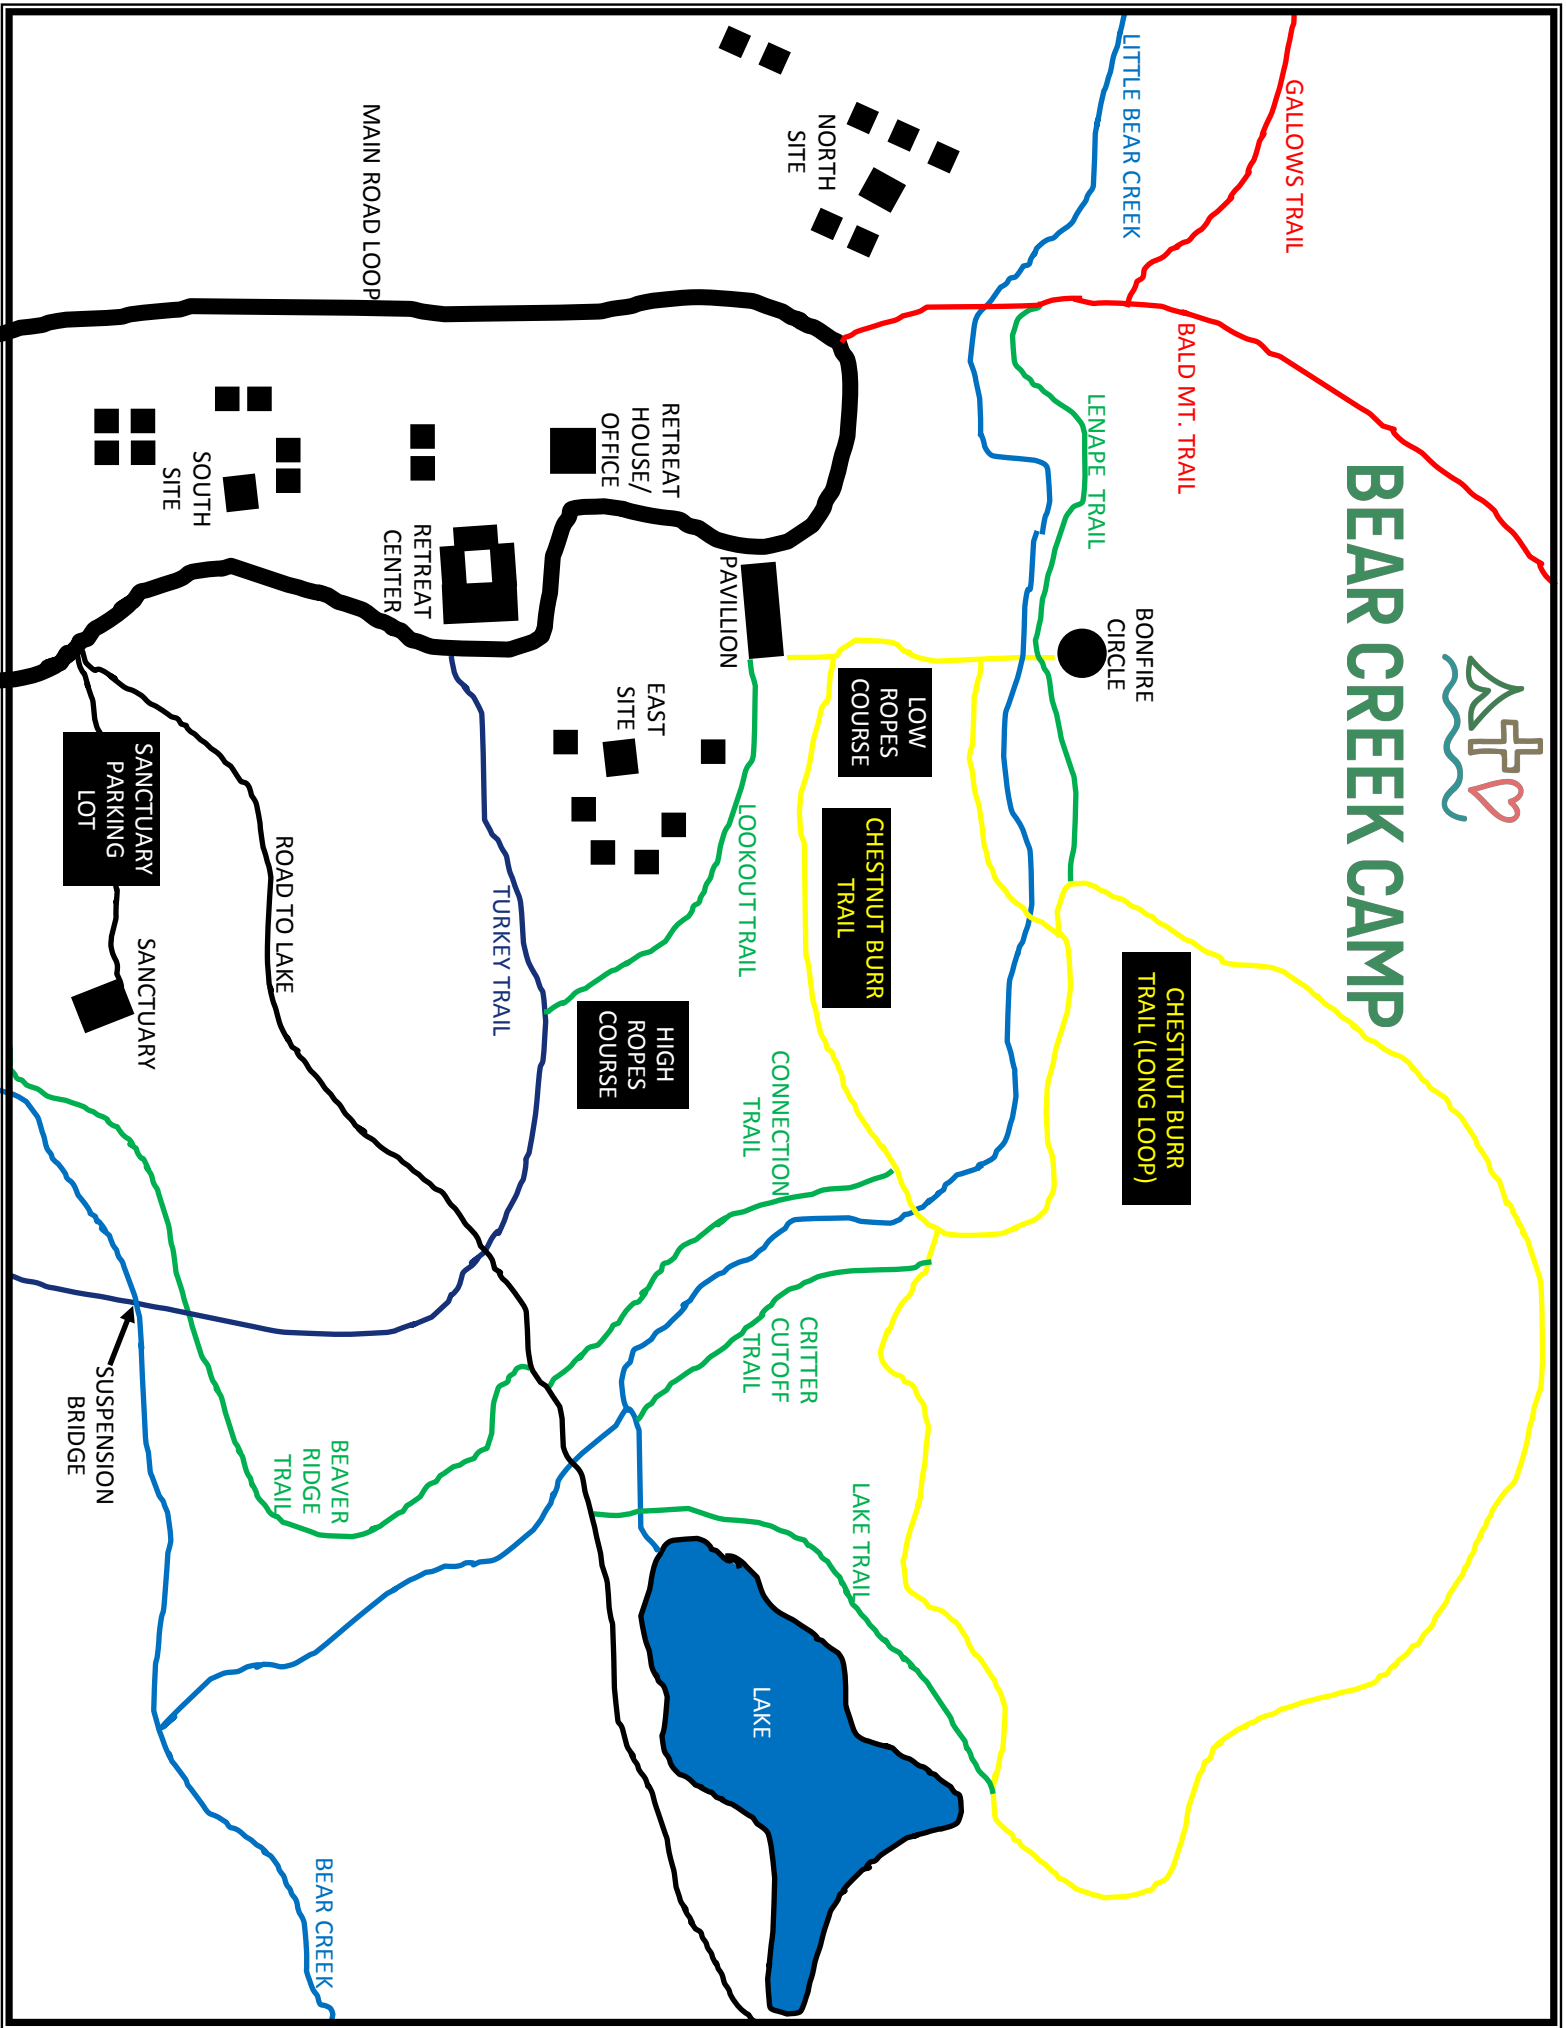 BEAR CREEK CAMP
GALLOWS TRAIL
BALD MT. TRAIL
LITTLE BEAR CREEK
LENAPE TRAIL
BONFIRE
CIRCLE
CHESTNUT BURR
TRAIL (LONG LOOP)
NORTH
SITE
LOW
ROPES
COURSE
CHESTNUT BURR
TRAIL
PAVILLION
LOOKOUT TRAIL
CONNECTION
TRAIL
CRITTER
CUTOFF
TRAIL
LAKE TRAIL
LAKE
RETREAT
HOUSE/
OFFICE
EAST
SITE
HIGH
ROPES
COURSE
TURKEY TRAIL
MAIN ROAD LOOP
RETREAT
CENTER
ROAD TO LAKE
BEAVER
RIDGE
TRAIL
BEAR CREEK
SOUTH
SITE
SANCTUARY
PARKING
LOT
SANCTUARY
SUSPENSION
BRIDGE